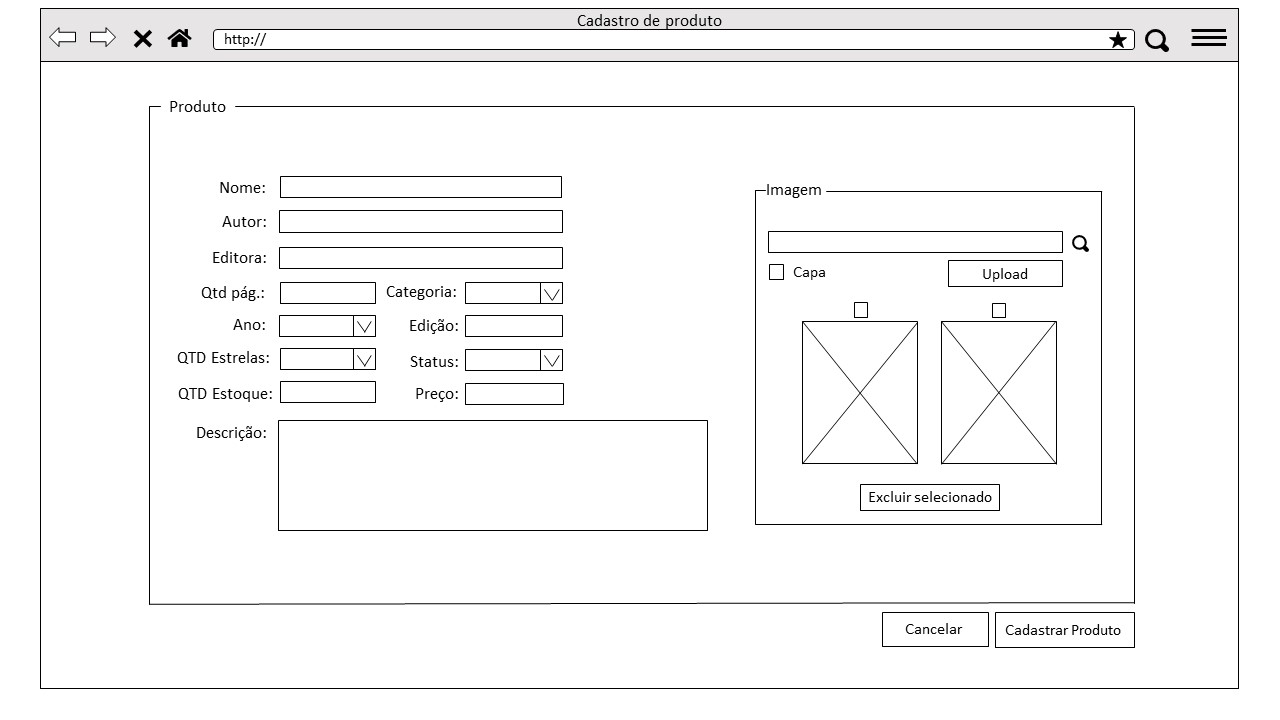 Cadastro de produto
http://
Produto
Nome:
Autor:
Editora:
Qtd pág.:
Categoria:
Ano:
Edição:
QTD Estrelas:
Status:
QTD Estoque:
Preço:
Descrição:
Imagem
Capa
Upload
Excluir selecionado
Cancelar
Cadastrar Produto